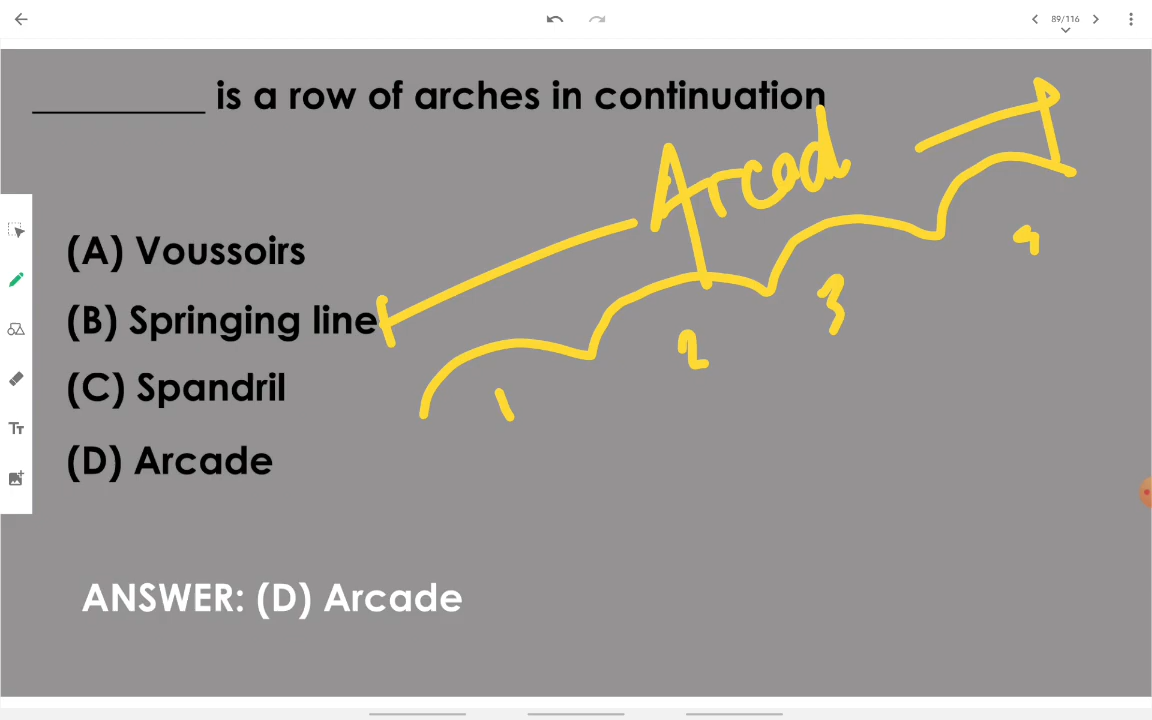 89/116
__________ is a row of arches in continuation
Arcad
(A) Voussoirs
(B) Springing line
(C) Spandril
(D) Arcade
1
2
3
4
Tт
ANSWER: (D) Arcade